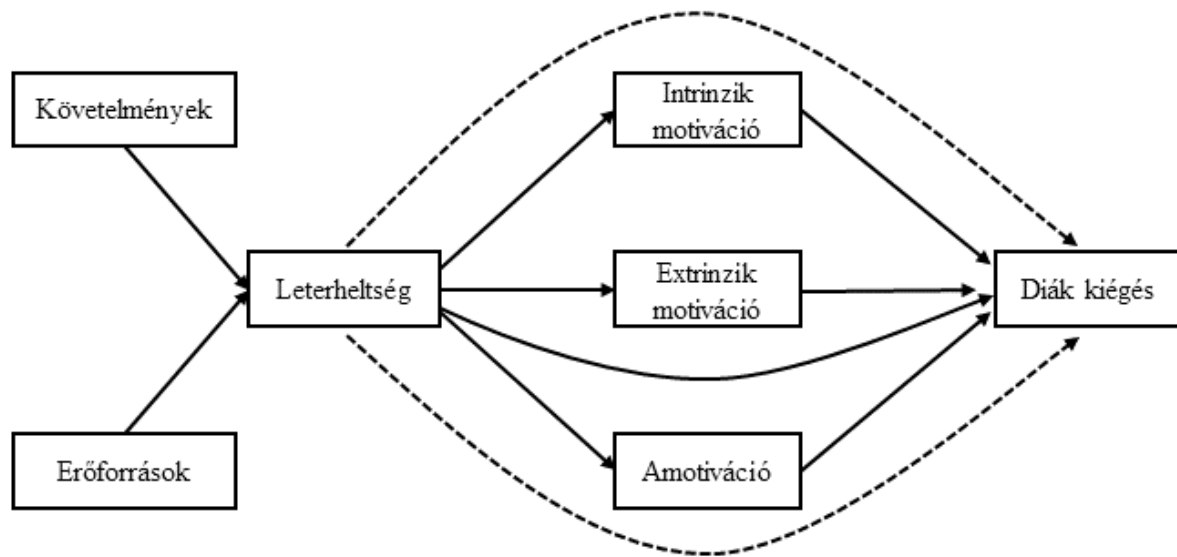 Követelmények
Intrinzik
motiváció
Leterheltség
Extrinzik
motiváció
Diák kiégés
Erőforrások
Amotiváció